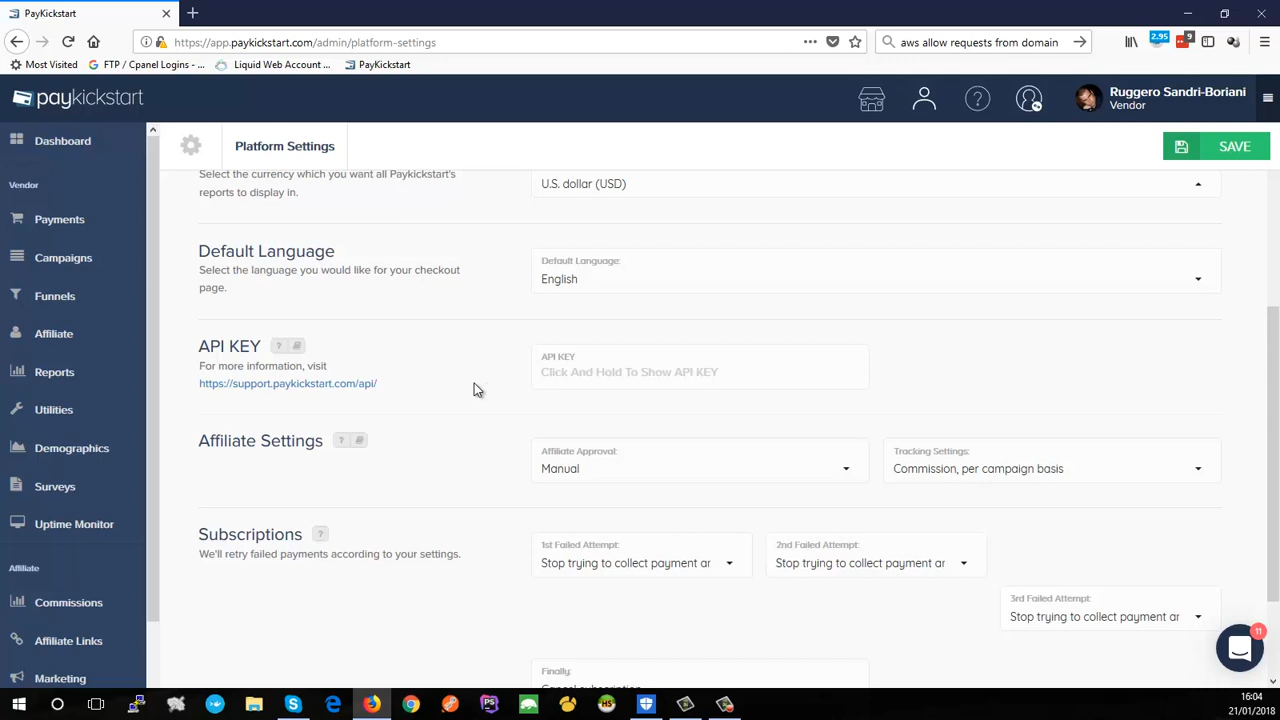 PayKickstart
https://app.paykickstart.com/admin/platform-settings
aws allow requests from domain
2.95
9
Most Visited
FTP / Cpanel Logins - ...
Liquid Web Account ...
PayKickstart
paykickstart
Ruggero Sandri-Boriani
Vendor
Dashboard
Vendor
Payments
Campaigns
Funnels
Affiliate
Reports
Utilities
Demographics
Surveys
Uptime Monitor
Affiliate
Commissions
Affiliate Links
Marketing
Platform Settings
SAVE
Select the currency which you want all Paykickstart's
reports to display in.
U.S. dollar (USD)
Default Language
Select the language you would like for your checkout
page.
Default Language:
English
API KEY
?
For more information, visit
https://support.paykickstart.com/api/
API KEY
Click And Hold To Show API KEY
Affiliate Settings
?
Affiliate Approval:
Manual
Tracking Settings:
Commission, per campaign basis
Subscriptions
?
We'll retry failed payments according to your settings.
1st Failed Attempt:
Stop trying to collect payment ar
2nd Failed Attempt:
Stop trying to collect payment ar
3rd Failed Attempt:
Stop trying to collect payment ar
Finally:
11
PS
HS
16:04
21/01/2018